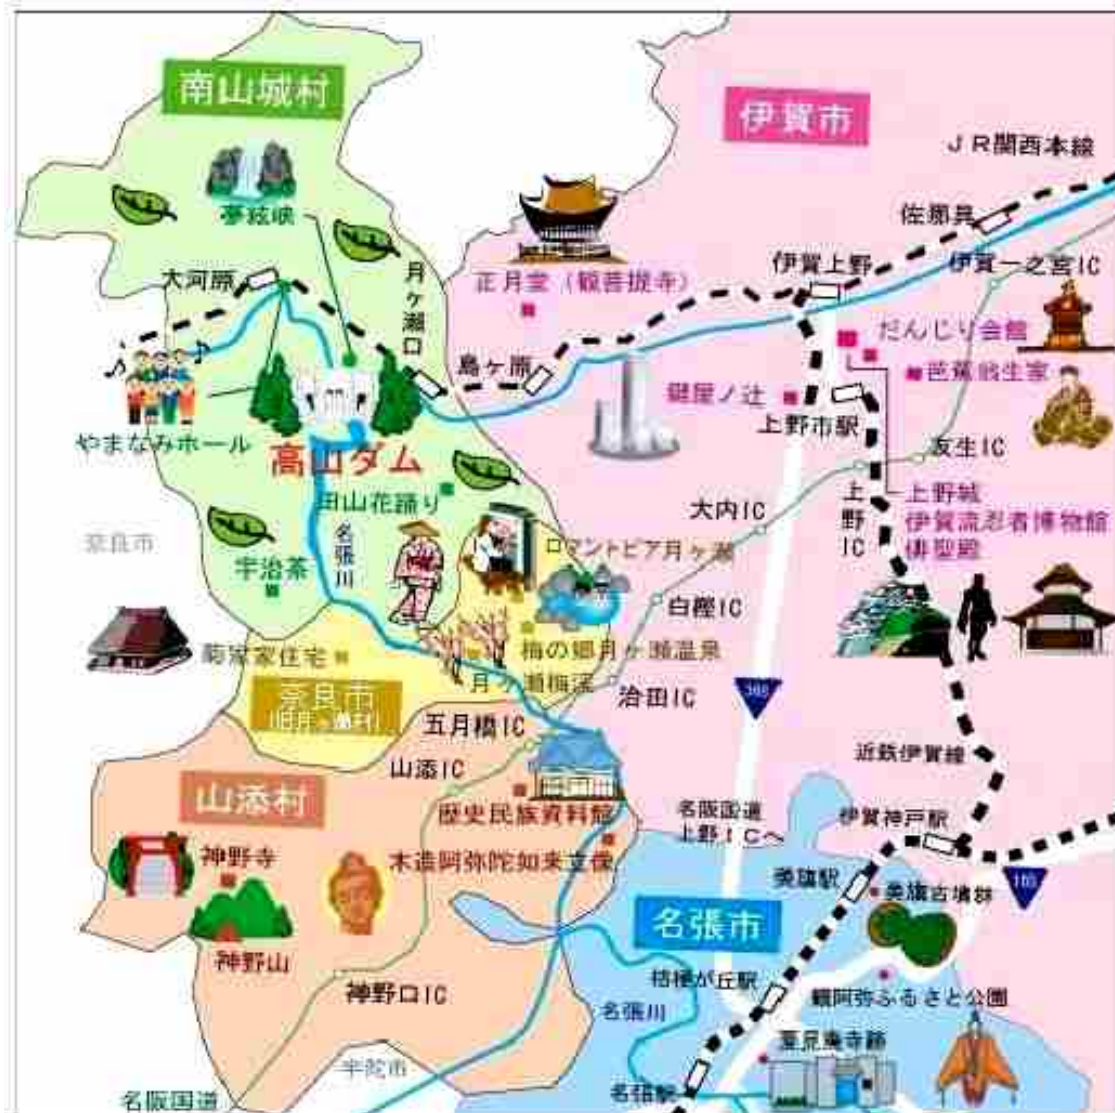 南山城村
伊賀市
JR関西本線
夢絃峡
佐那具
大河原
月ヶ瀬口
正月堂(観菩提寺)
伊賀上野
伊賀一之宮IC
だんじり会館
島ヶ原
芭蕉翁生家
鍵屋ノ辻
上野市駅
やまなみホール
高山ダム
友生IC
田山花踊り
大内IC
上野IC
上野城
伊賀流忍者博物館
俳聖殿
奈良市
名張川
ロマントピア月ヶ瀬
宇治茶
白樫IC
菊家家住宅
梅の郷月ヶ瀬温泉
月ヶ瀬梅渓
治田IC
奈良市
五月橋IC
近鉄伊賀線
山添IC
山添村
歴史民族資料館
名阪国道
上野ICへ
伊賀神戸駅
神野寺
木造阿弥陀如来立像
美旗駅
美旗古墳群
165
名張市
神野山
桔梗が丘駅
神野口IC
観阿弥ふるさと公園
名張川
夏見廃寺跡
宇陀市
名張駅
名阪国道